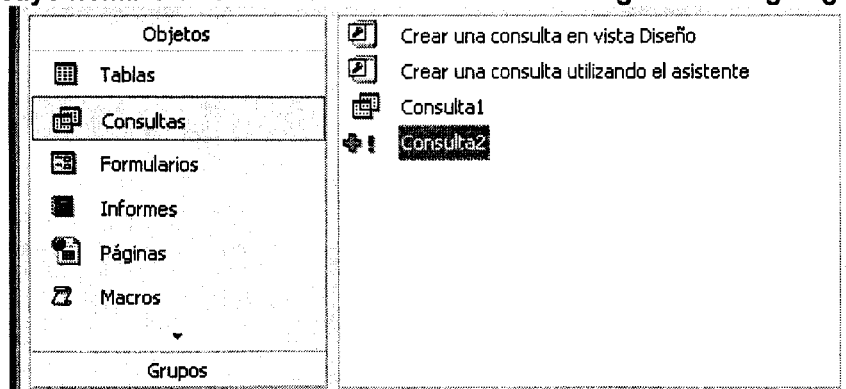 Objetos
Tablas
Consultas
Formularios
Informes
Páginas
Macros
Grupos
Crear una consulta en vista Diseño
Crear una consulta utilizando el asistente
Consulta1
Consulta2